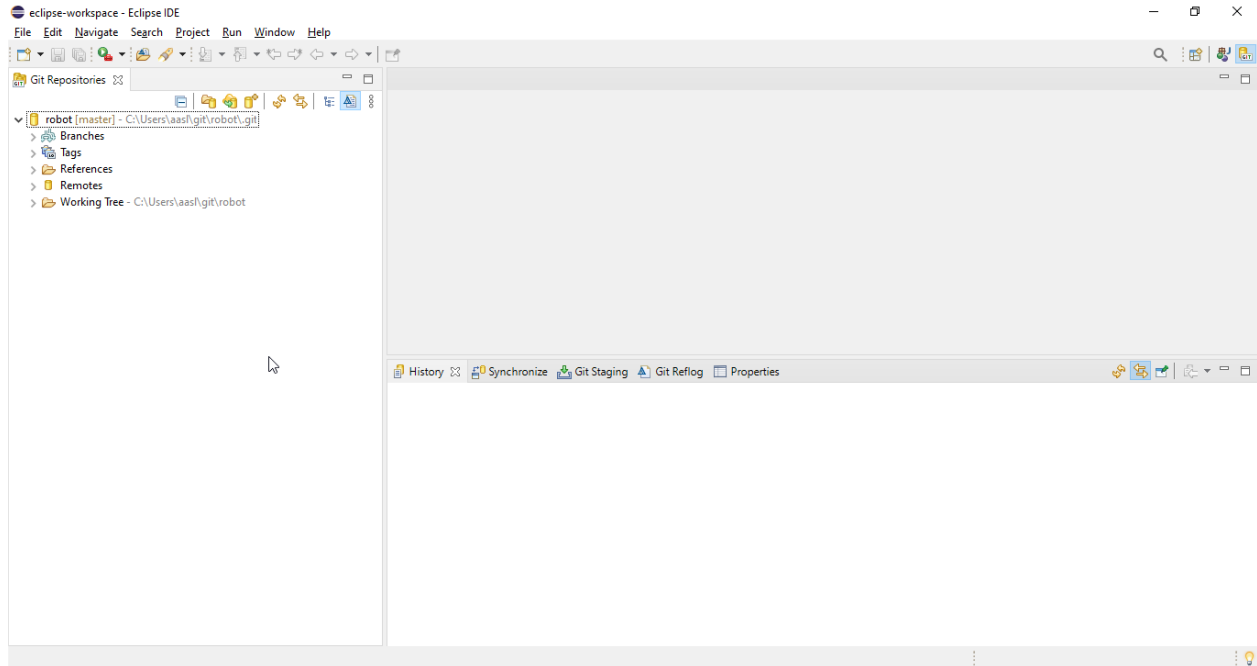 eclipse-workspace - Eclipse IDE
File Edit Navigate Search Project Run Window Help
Git Repositories
robot [master] - C:\Users\aasl\git\robot\.git
Branches
Tags
References
Remotes
Working Tree - C:\Users\aasl\git\robot
History Synchronize Git Staging Git Reflog Properties